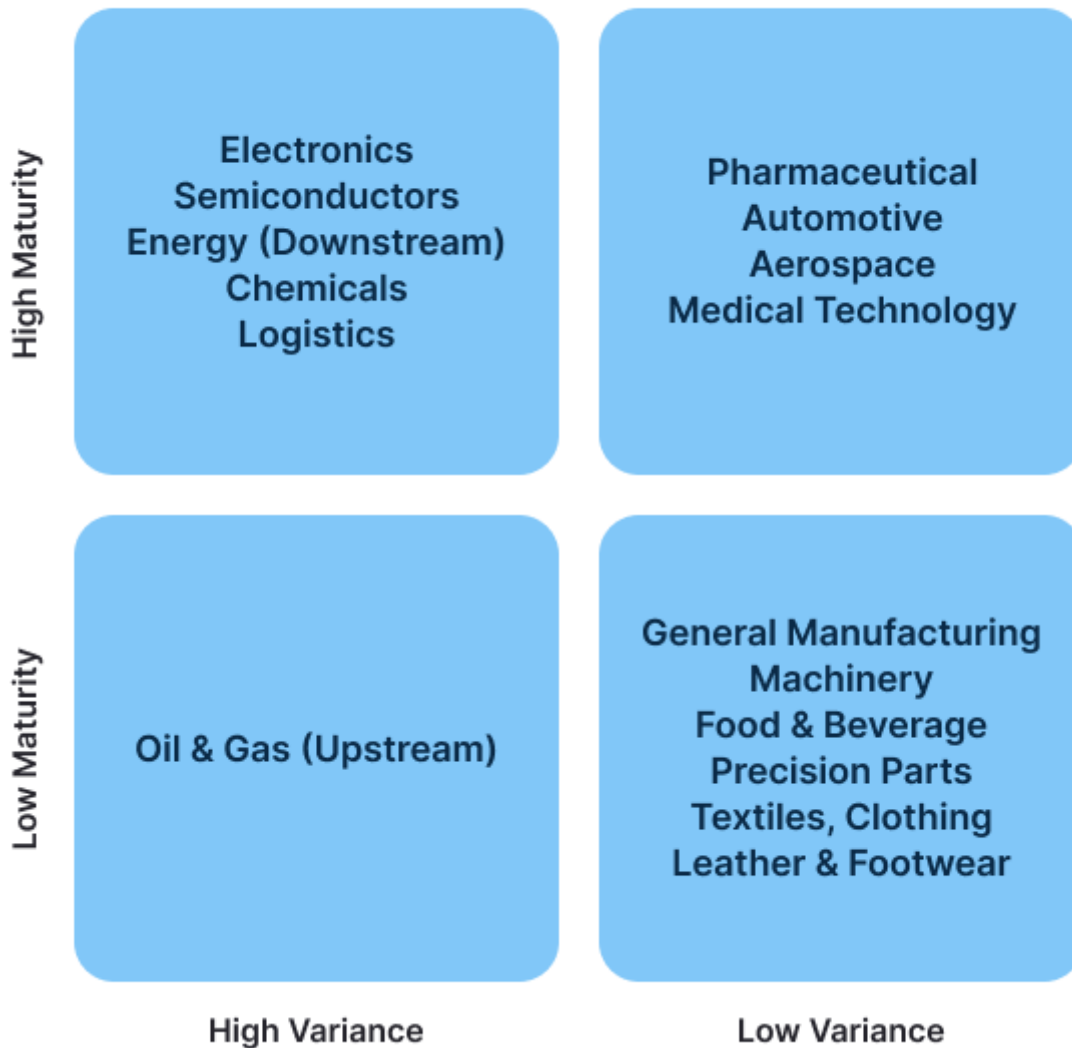 High Maturity
Electronics
Semiconductors
Energy (Downstream)
Chemicals
Logistics
Pharmaceutical
Automotive
Aerospace
Medical Technology
Low Maturity
Oil & Gas (Upstream)
General Manufacturing
Machinery
Food & Beverage
Precision Parts
Textiles, Clothing
Leather & Footwear
High Variance
Low Variance